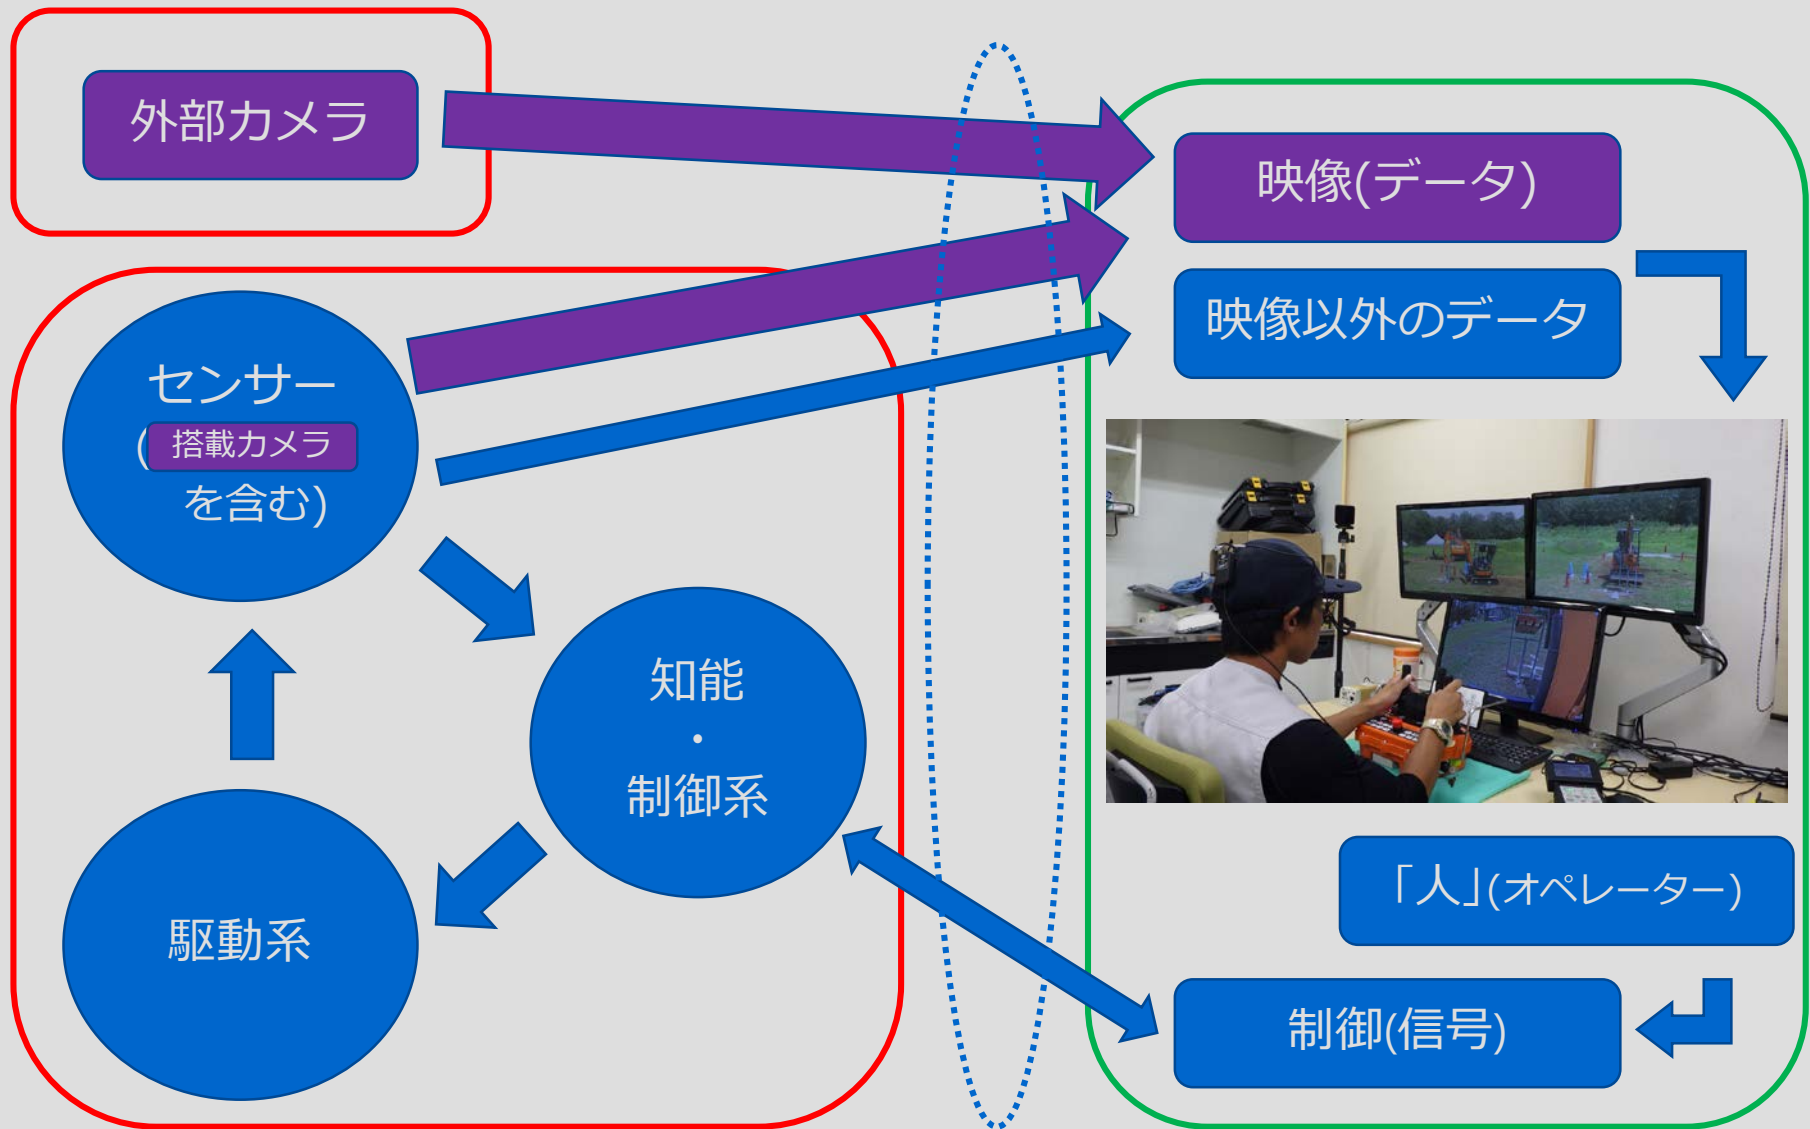 外部カメラ
映像(データ)
映像以外のデータ
センサー
(搭載カメラ
を含む)
知能
・
制御系
駆動系
「人」(オペレーター)
制御(信号)